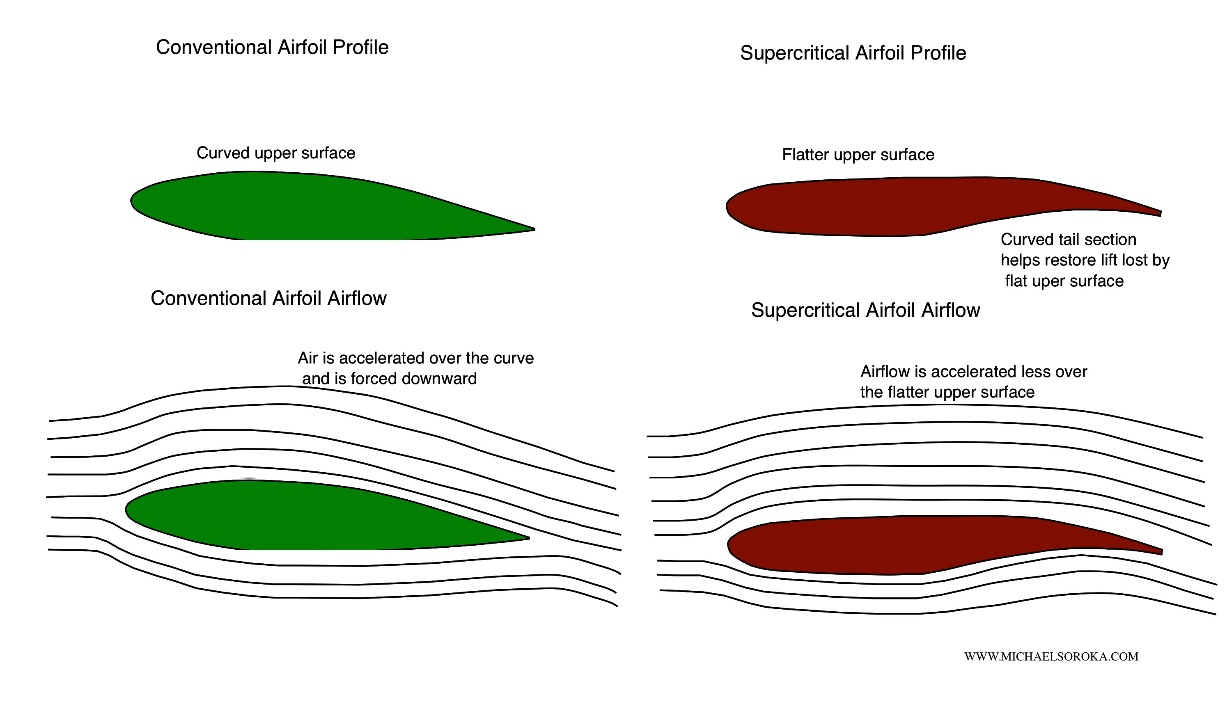 Conventional Airfoil Profile
Supercritical Airfoil Profile
Curved upper surface
Flatter upper surface
Curved tail section
helps restore lift lost by
flat uper surface
Conventional Airfoil Airflow
Supercritical Airfoil Airflow
Air is accelerated over the curve
and is forced downward
Airflow is accelerated less over
the flatter upper surface
WWW.MICHAELSOROKA.COM